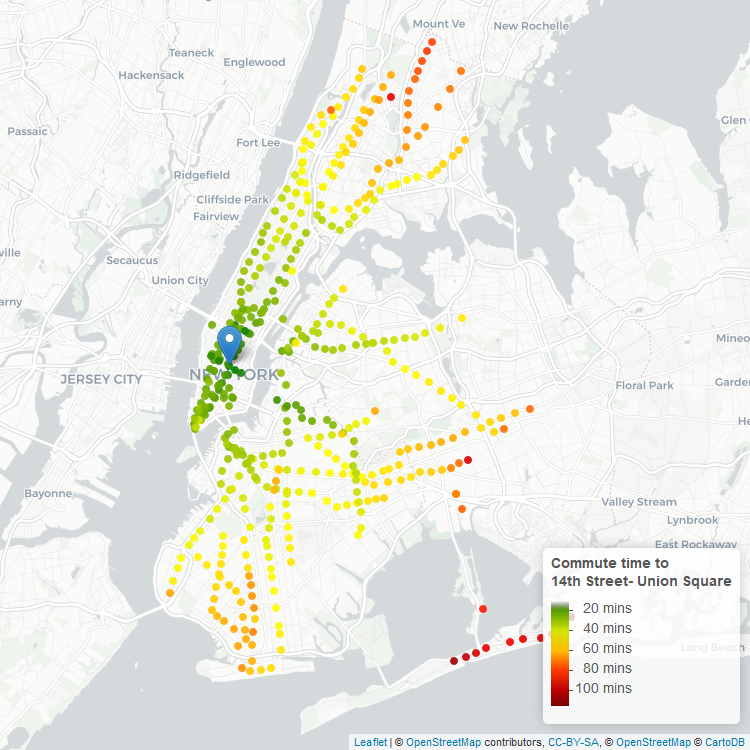 Mount Ve
New Rochelle
Teaneck
Englewood
Hackensack
Glen
Passaic
Fort Lee
Ridgefield
Cliffside Park
Fairview
ville
Secaucus
Union City
arny
Mineo
NEW YORK
JERSEY CITY
Floral Park
Garde
He
Bayonne
Valley Stream
Lynbrook
East Rockaway
Commute time to
14th Street- Union Square
20 mins
40 mins
60 mins
Long Beach
80 mins
100 mins
Leaflet | © OpenStreetMap contributors, CC-BY-SA, © OpenStreetMap © CartoDB